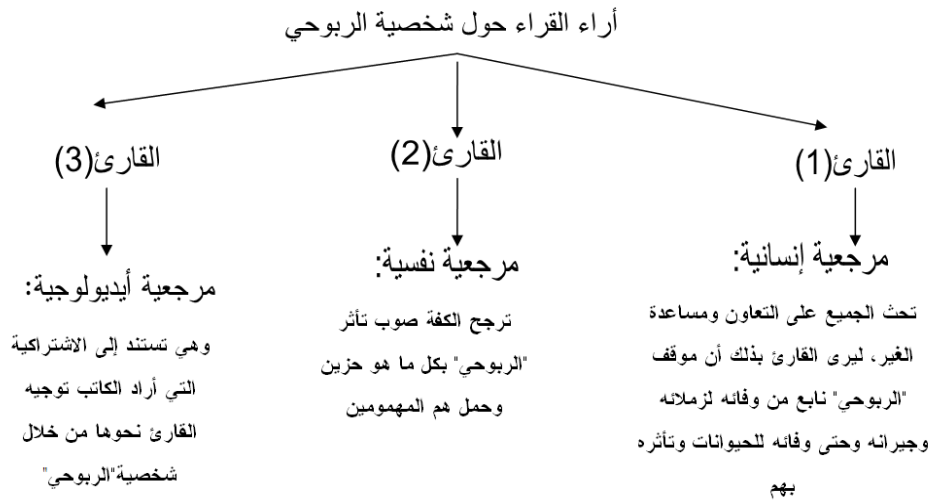 أراء القراء حول شخصية الربوحي
القارئ(1)
مرجعية إنسانية:
تحث الجميع على التعاون ومساعدة
الغير، ليرى القارئ بذلك أن موقف
"الربوحي" نابع من وفائه لزملائه
وجيرانه وحتى وفائه للحيوانات وتأثره
بهم
القارئ(2)
مرجعية نفسية:
ترجح الكفة صوب تأثر
"الربوحي" بكل ما هو حزين
وحمل هم المهمومين
القارئ(3)
مرجعية أيديولوجية:
وهي تستند إلى الاشتراكية
التي أراد الكاتب توجيه
القارئ نحوها من خلال
شخصية"الربوحي"